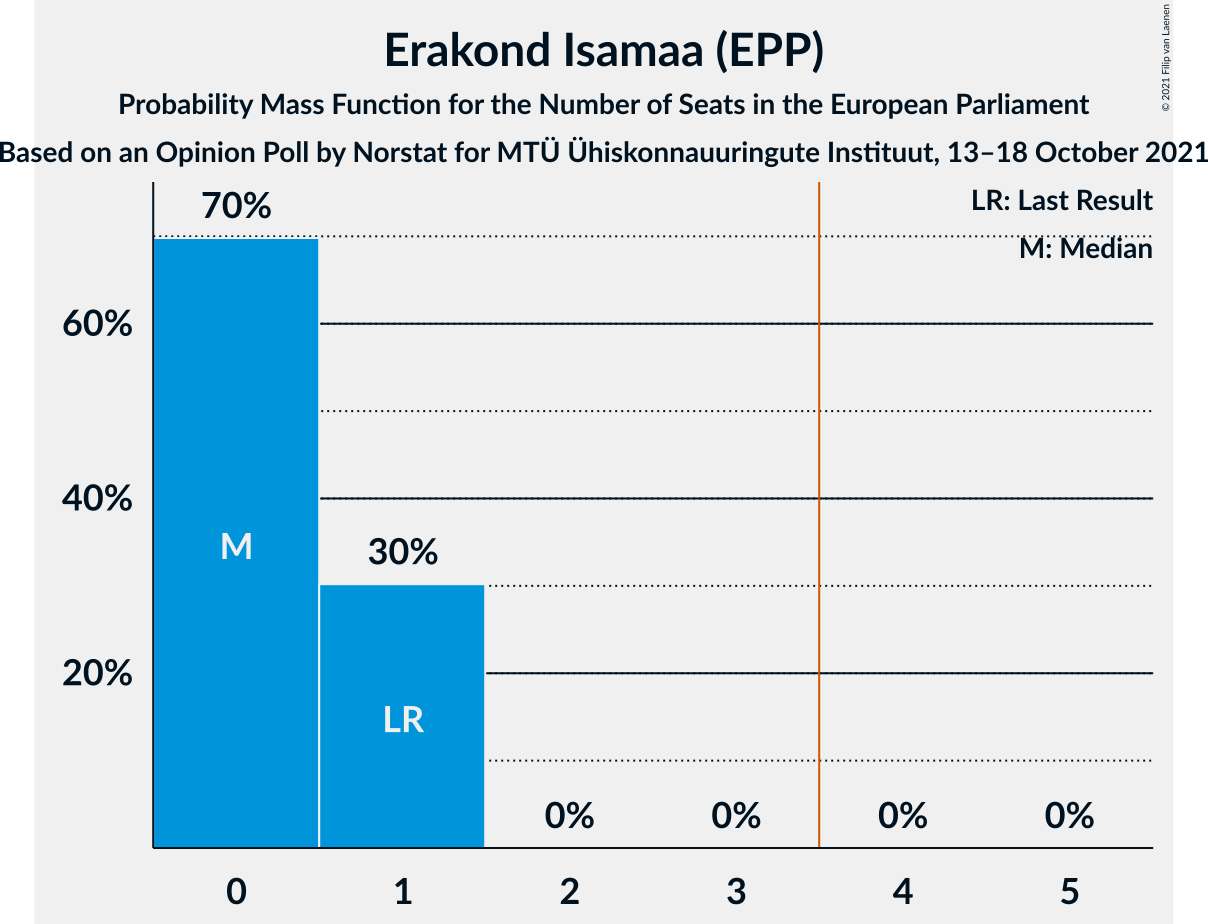 Erakond Isamaa (EPP)
Probability Mass Function for the Number of Seats in the European Parliament
Based on an Opinion Poll by Norstat for MTÜ Ühiskonnauuringute Instituut, 13–18 October 2021
© 2021 Filip van Laenen
LR: Last Result
M: Median
70%
60%
40%
20%
M
30%
LR
0%
0%
0%
0%
0
1
2
3
4
5